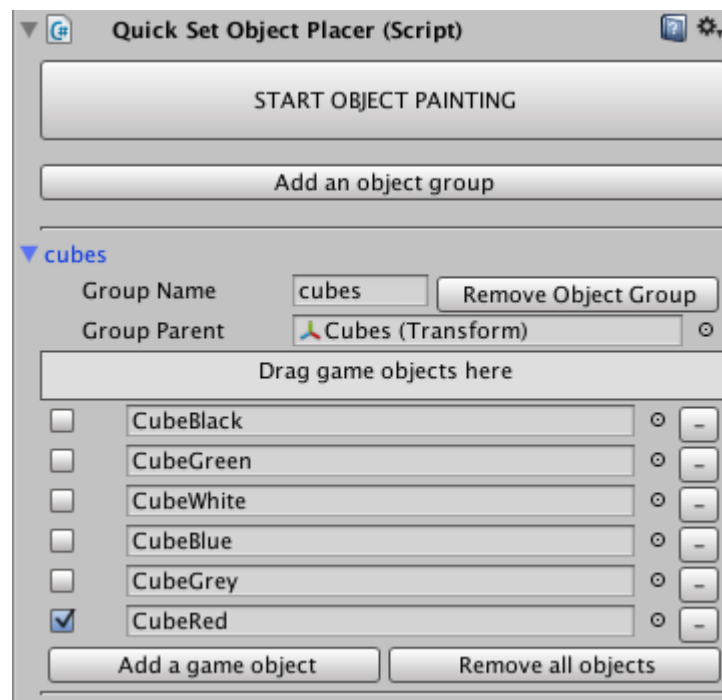 Quick Set Object Placer (Script)
START OBJECT PAINTING
Add an object group
cubes
Group Name cubes Remove Object Group
Group Parent Cubes (Transform)
Drag game objects here
CubeBlack -
CubeGreen -
CubeWhite -
CubeBlue -
CubeGrey -
CubeRed -
Add a game object Remove all objects